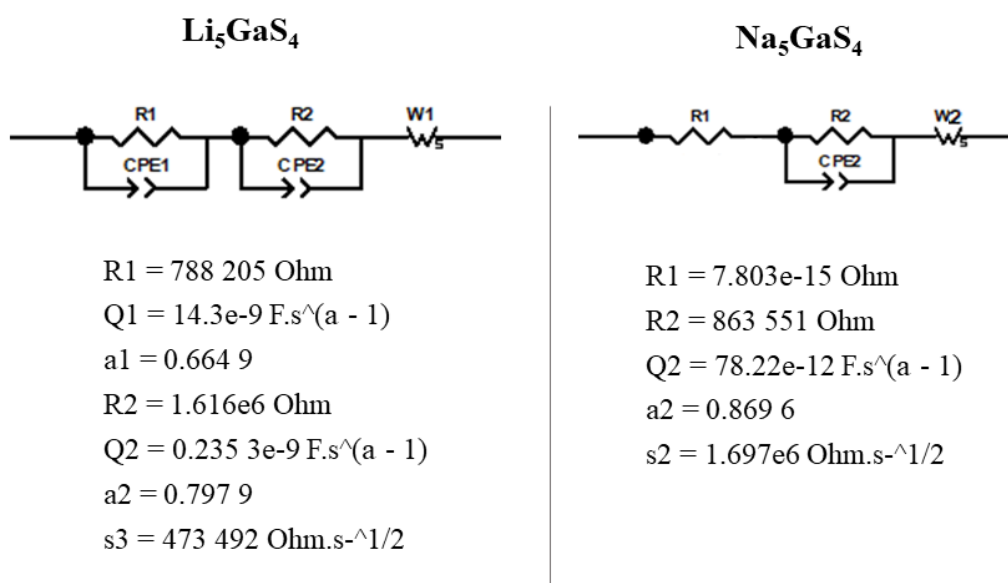 Li₅GaS₄
R1 R2 W1
CPE1 CPE2 s
R1 = 788 205 Ohm
Q1 = 14.3e-9 F.s^(a - 1)
a1 = 0.664 9
R2 = 1.616e6 Ohm
Q2 = 0.235 3e-9 F.s^(a - 1)
a2 = 0.797 9
s3 = 473 492 Ohm.s-^1/2
Na₅GaS₄
R1 R2 W2
CPE2 s
R1 = 7.803e-15 Ohm
R2 = 863 551 Ohm
Q2 = 78.22e-12 F.s^(a - 1)
a2 = 0.869 6
s2 = 1.697e6 Ohm.s-^1/2